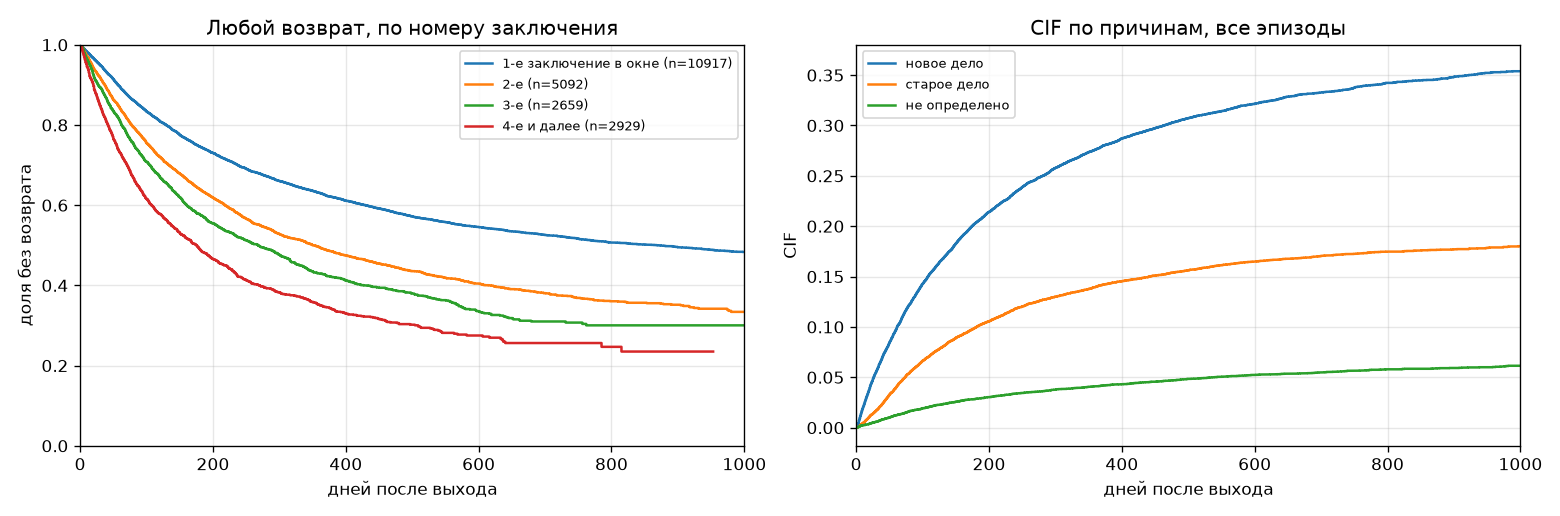 Любой возврат, по номеру заключения
1.0
0.8
0.6
0.4
0.2
0.0
доля без возврата
1-е заключение в окне (n=10917)
2-е (n=5092)
3-е (n=2659)
4-е и далее (n=2929)
0 200 400 600 800 1000
дней после выхода
CIF по причинам, все эпизоды
0.35
0.30
0.25
0.20
0.15
0.10
0.05
0.00
CIF
новое дело
старое дело
не определено
0 200 400 600 800 1000
дней после выхода